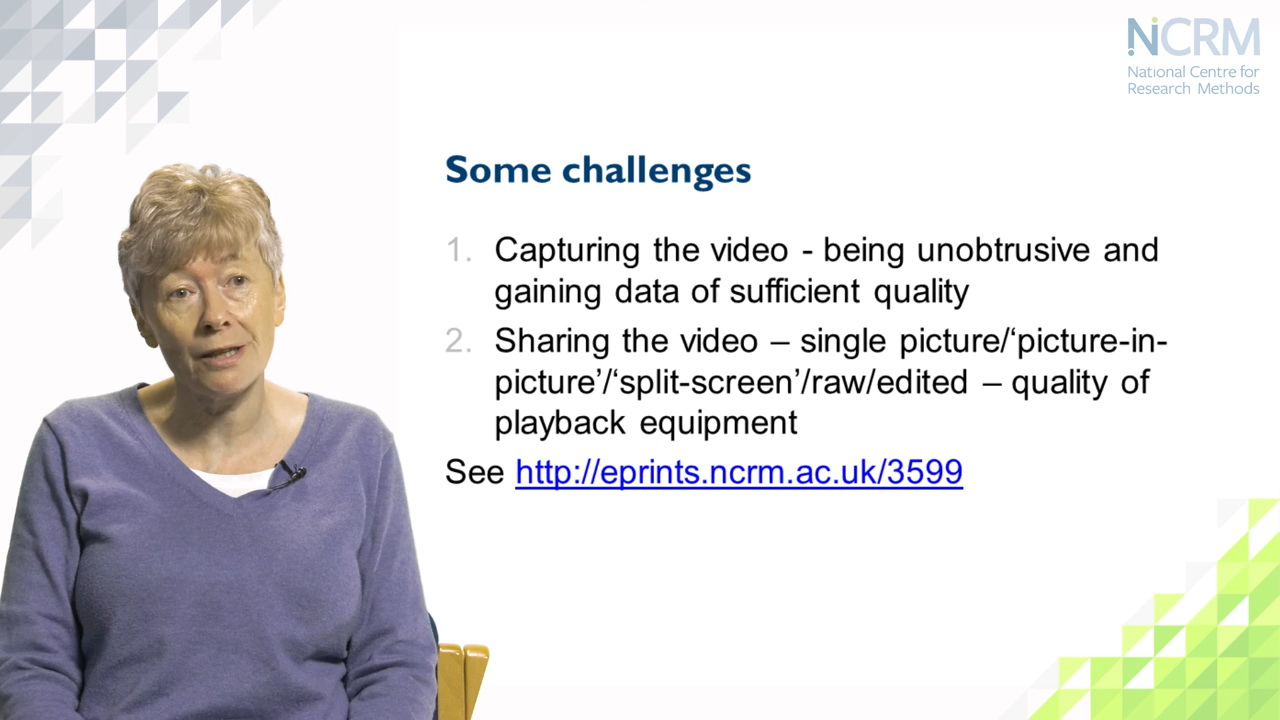 NCRM
National Centre for
Research Methods
Some challenges
1. Capturing the video - being unobtrusive and
gaining data of sufficient quality
2. Sharing the video – single picture/‘picture-in-
picture’/‘split-screen’/raw/edited – quality of
playback equipment
See http://eprints.ncrm.ac.uk/3599